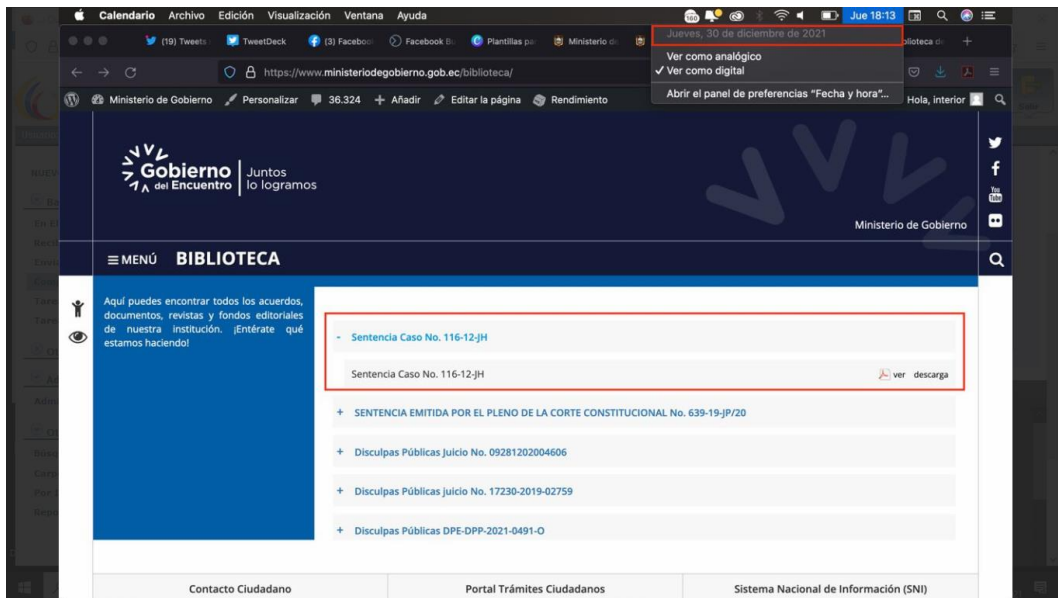 Calendario Archivo Edición Visualización Ventana Ayuda
160
Jue 18:13
Jueves, 30 de diciembre de 2021
Ver como analógico
✓ Ver como digital
Abrir el panel de preferencias “Fecha y hora”...
(19) Tweets
TweetDeck
(3) Faceboo
Facebook Bu
Plantillas pa
Ministerio d
blioteca d
https://www.ministeriodegobierno.gob.ec/biblioteca/
Ministerio de Gobierno Personalizar 36.324 + Añadir Editar la página Rendimiento
Hola, interior
Gobierno
del Encuentro
Juntos
lo logramos
You
Tube
Ministerio de Gobierno
MENÚ BIBLIOTECA
Aquí puedes encontrar todos los acuerdos,
documentos, revistas y fondos editoriales
de nuestra institución. ¡Entérate qué
estamos haciendo!
- Sentencia Caso No. 116-12-JH
Sentencia Caso No. 116-12-JH ver descarga
+ SENTENCIA EMITIDA POR EL PLENO DE LA CORTE CONSTITUCIONAL No. 639-19-JP/20
+ Disculpas Públicas Juicio No. 09281202004606
+ Disculpas Públicas juicio No. 17230-2019-02759
+ Disculpas Públicas DPE-DPP-2021-0491-O
Contacto Ciudadano
Portal Trámites Ciudadanos
Sistema Nacional de Información (SNI)